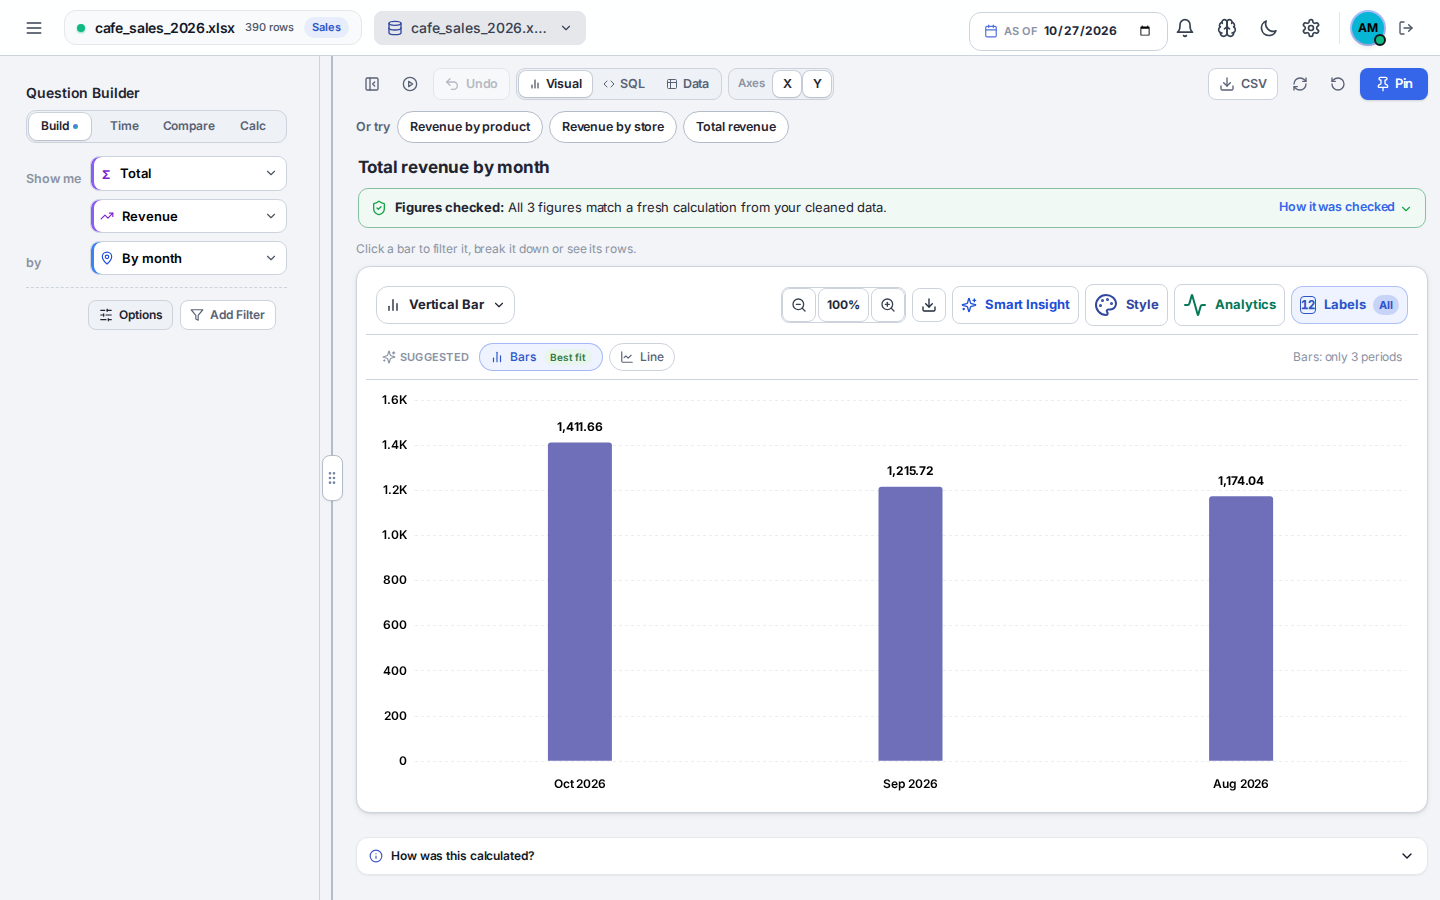 cafe_sales_2026.xlsx 390 rows Sales cafe_sales_2026.x... AS OF 10/27/2026 AM
Question Builder
Build Time Compare Calc
Show me Total
Revenue
by By month
Options Add Filter
Undo Visual SQL Data Axes X Y CSV Pin
Or try Revenue by product Revenue by store Total revenue
Total revenue by month
Figures checked: All 3 figures match a fresh calculation from your cleaned data. How it was checked
Click a bar to filter it, break it down or see its rows.
Vertical Bar 100% Smart Insight Style Analytics 12 Labels All
SUGGESTED Bars Best fit Line Bars: only 3 periods
1.6K
1,411.66
1.4K
1,215.72
1,174.04
1.2K
1.0K
800
600
400
200
0
Oct 2026 Sep 2026 Aug 2026
How was this calculated?